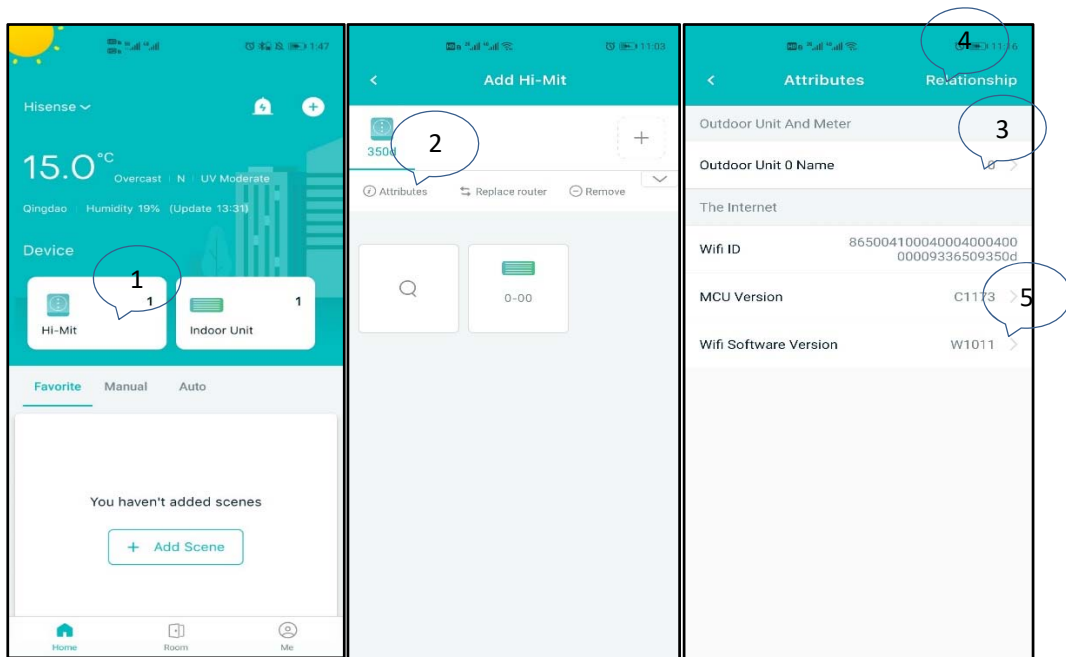 1:47
Hisense
15.0°C
Overcast N UV Moderate
Qingdao Humidity 19% (Update 13:31)
Device
1
1
Hi-Mit
1
Indoor Unit
Favorite Manual Auto
You haven't added scenes
+ Add Scene
Home Room Me
11:03
< Add Hi-Mit
2
350d
+
Attributes Replace router Remove
0-00
4
11:16
< Attributes Relationship
3
Outdoor Unit And Meter
Outdoor Unit 0 Name 0 >
The Internet
Wifi ID 865004100040004000400
00009336509350d
MCU Version C1173 >
5
Wifi Software Version W1011 >